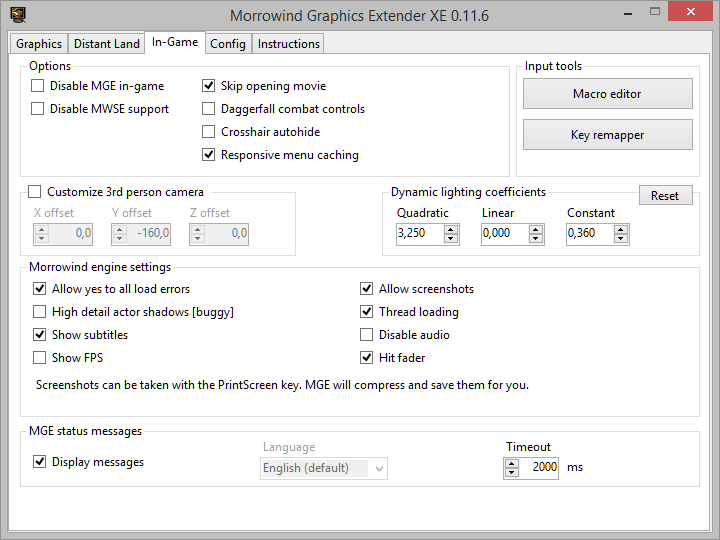 Morrowind Graphics Extender XE 0.11.6
Graphics Distant Land In-Game Config Instructions
Options
Disable MGE in-game
Disable MWSE support
Skip opening movie
Daggerfall combat controls
Crosshair autohide
Responsive menu caching
Input tools
Macro editor
Key remapper
Customize 3rd person camera
X offset Y offset Z offset
0,0 -160,0 0,0
Dynamic lighting coefficients
Reset
Quadratic Linear Constant
3,250 0,000 0,360
Morrowind engine settings
Allow yes to all load errors
High detail actor shadows [buggy]
Show subtitles
Show FPS
Allow screenshots
Thread loading
Disable audio
Hit fader
Screenshots can be taken with the PrintScreen key. MGE will compress and save them for you.
MGE status messages
Display messages
Language
English (default)
Timeout
2000 ms